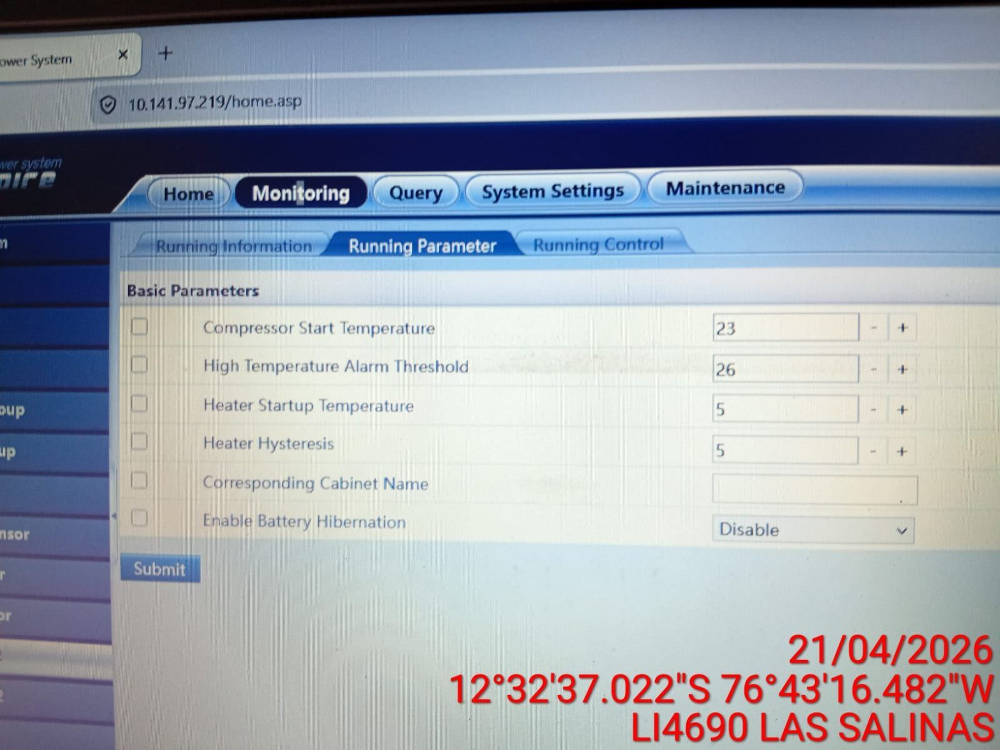 ower System × +
10.141.97.219/home.asp
wer system
Home Monitoring Query System Settings Maintenance
Running Information Running Parameter Running Control
Basic Parameters
Compressor Start Temperature 23 - +
High Temperature Alarm Threshold 26 - +
Heater Startup Temperature 5 - +
Heater Hysteresis 5 - +
Corresponding Cabinet Name
Enable Battery Hibernation Disable
Submit
oup
up
nsor
r
or
21/04/2026
12°32'37.022"S 76°43'16.482"W
LI4690 LAS SALINAS